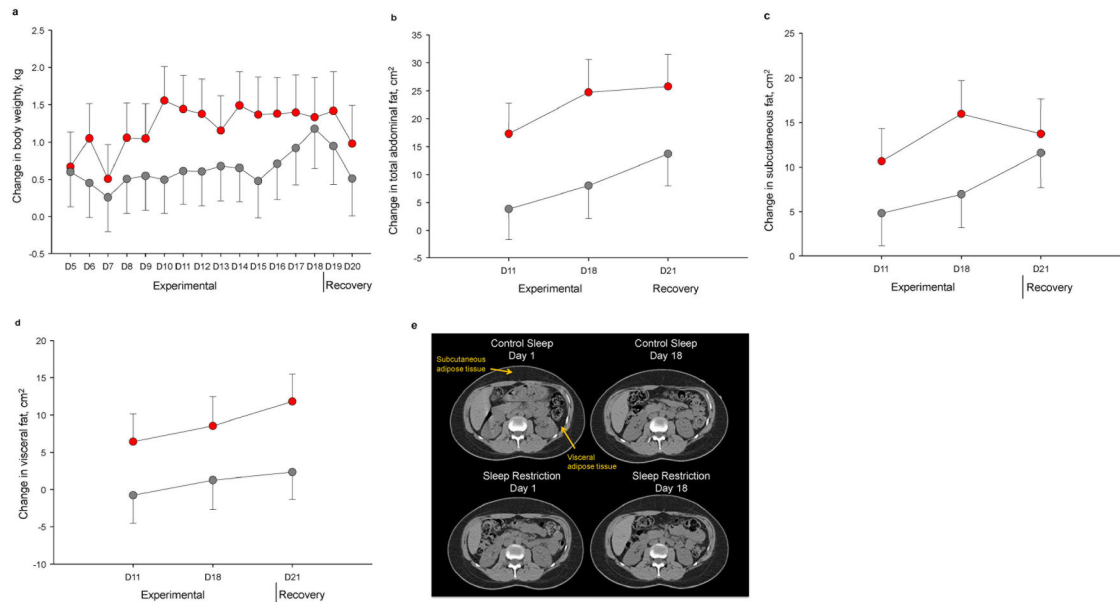 a
Change in body weighty, kg
2.5
2.0
1.5
1.0
0.5
0.0
-0.5
D5 D6 D7 D8 D9 D10 D11 D12 D13 D14 D15 D16 D17 D18 D19 D20
Experimental Recovery
b
Change in total abdominal fat, cm2
35
30
25
20
15
10
5
0
-5
D11 D18 D21
Experimental Recovery
c
Change in subcutaneous fat, cm2
25
20
15
10
5
0
D11 D18 D21
Experimental Recovery
d
Change in visceral fat, cm2
20
15
10
5
0
-5
-10
D11 D18 D21
Experimental Recovery
e
Control Sleep
Day 1
Control Sleep
Day 18
Subcutaneous
adipose tissue
Visceral
adipose tissue
Sleep Restriction
Day 1
Sleep Restriction
Day 18